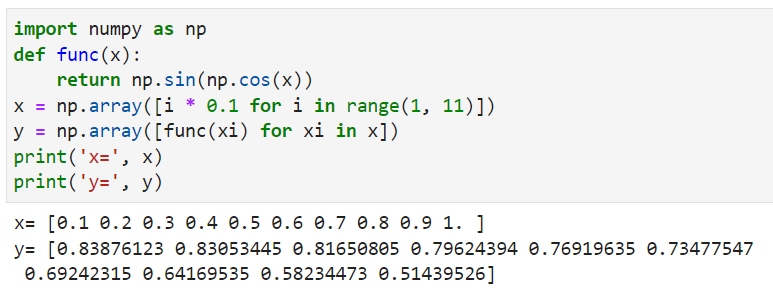 import numpy as np
def func(x):
    return np.sin(np.cos(x))
x = np.array([i * 0.1 for i in range(1, 11)])
y = np.array([func(xi) for xi in x])
print('x=', x)
print('y=', y)
x= [0.1 0.2 0.3 0.4 0.5 0.6 0.7 0.8 0.9 1. ]
y= [0.83876123 0.83053445 0.81650805 0.79624394 0.76919635 0.73477547
 0.69242315 0.64169535 0.58234473 0.51439526]